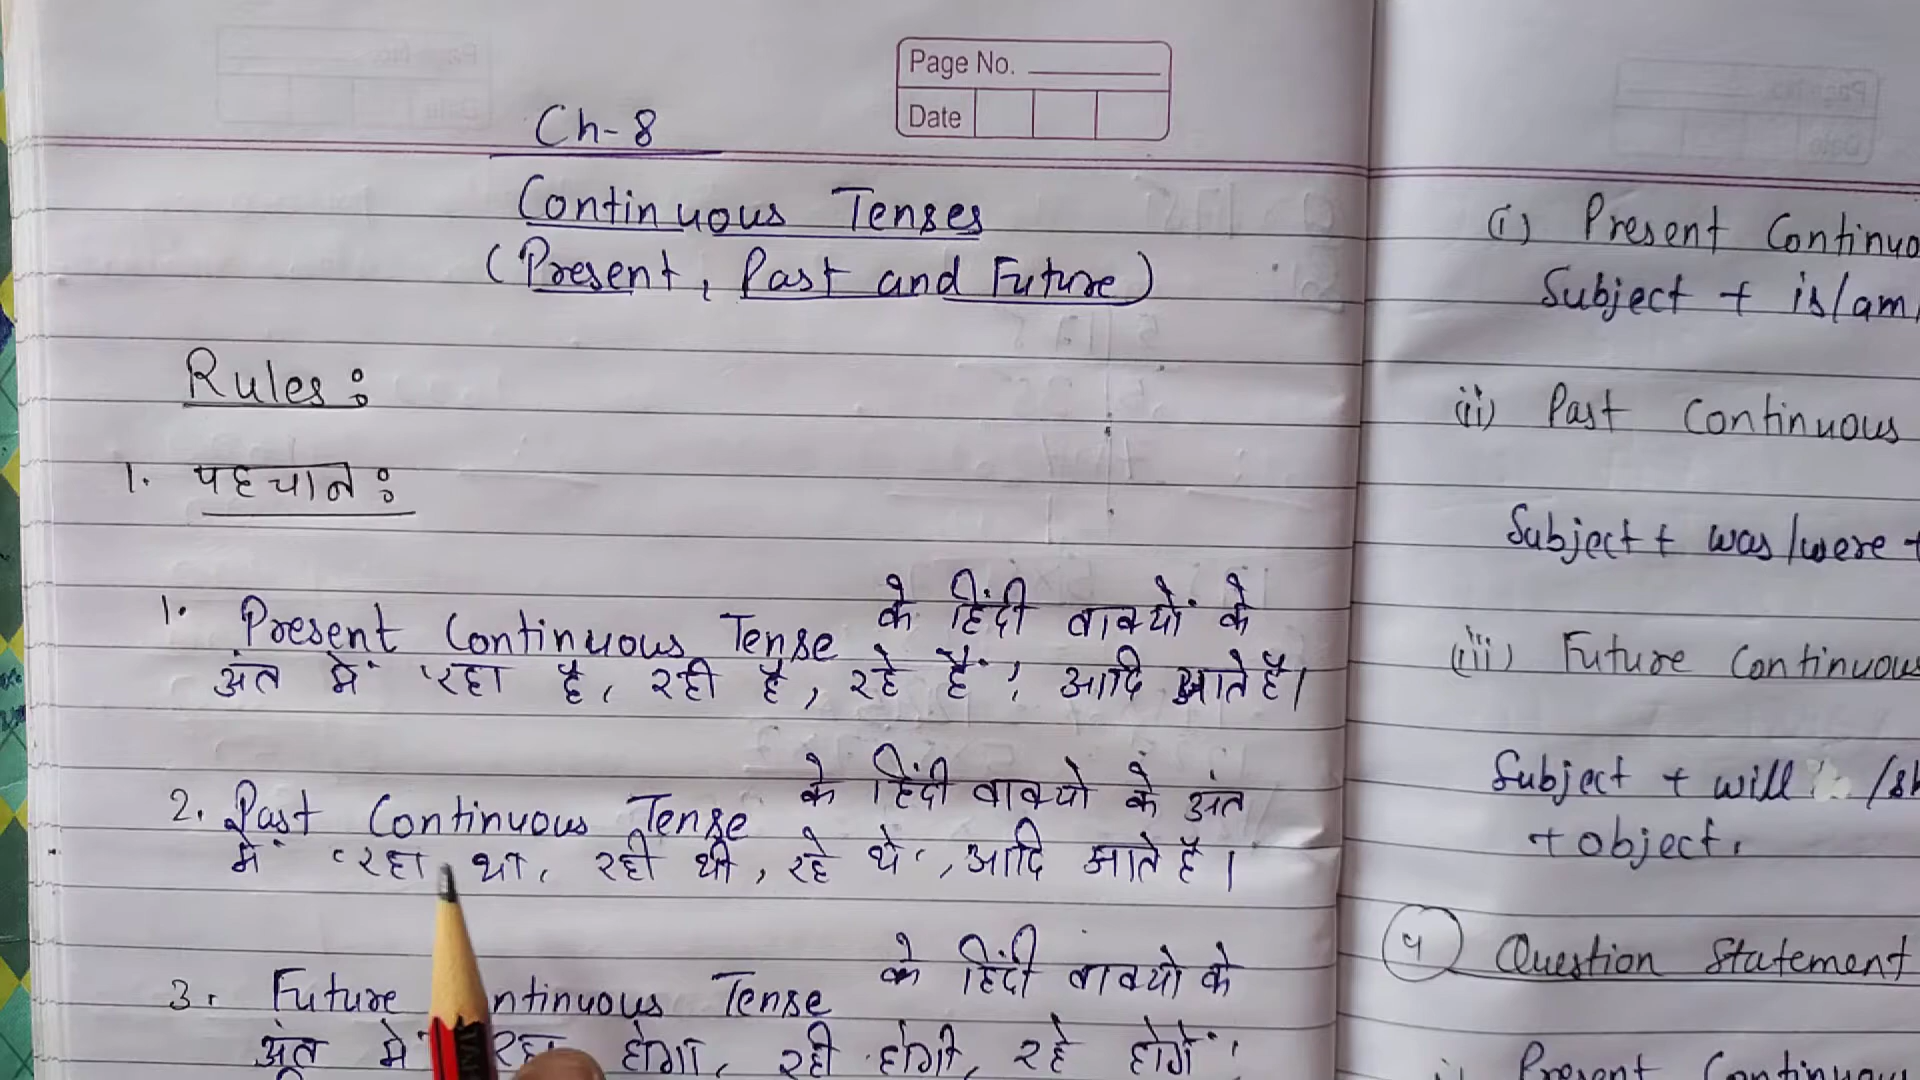 Page No.
Date
Ch-8
Continuous Tenses
(Present, Past and Future)
Rules :
1. पहचान :
1. Present Continuous Tense के हिंदी वाक्यों के
अंत में 'रहा है, रही है, रहे हैं', आदि आते हैं।
2. Past Continuous Tense के हिंदी वाक्यो के अंत
में 'रहा था, रही थी, रहे थे', आदि आते हैं।
3. Future ntinuous Tense के हिंदी वाक्यो के
अंत में रहा होगा, रही होगी, रहे होगें'
(i) Present Continuo
Subject + is/am
(ii) Past Continuous
Subject + was/were +
(iii) Future Continuous
Subject + will /sh
+ object.
4 Question Statement
i) Present Continuous